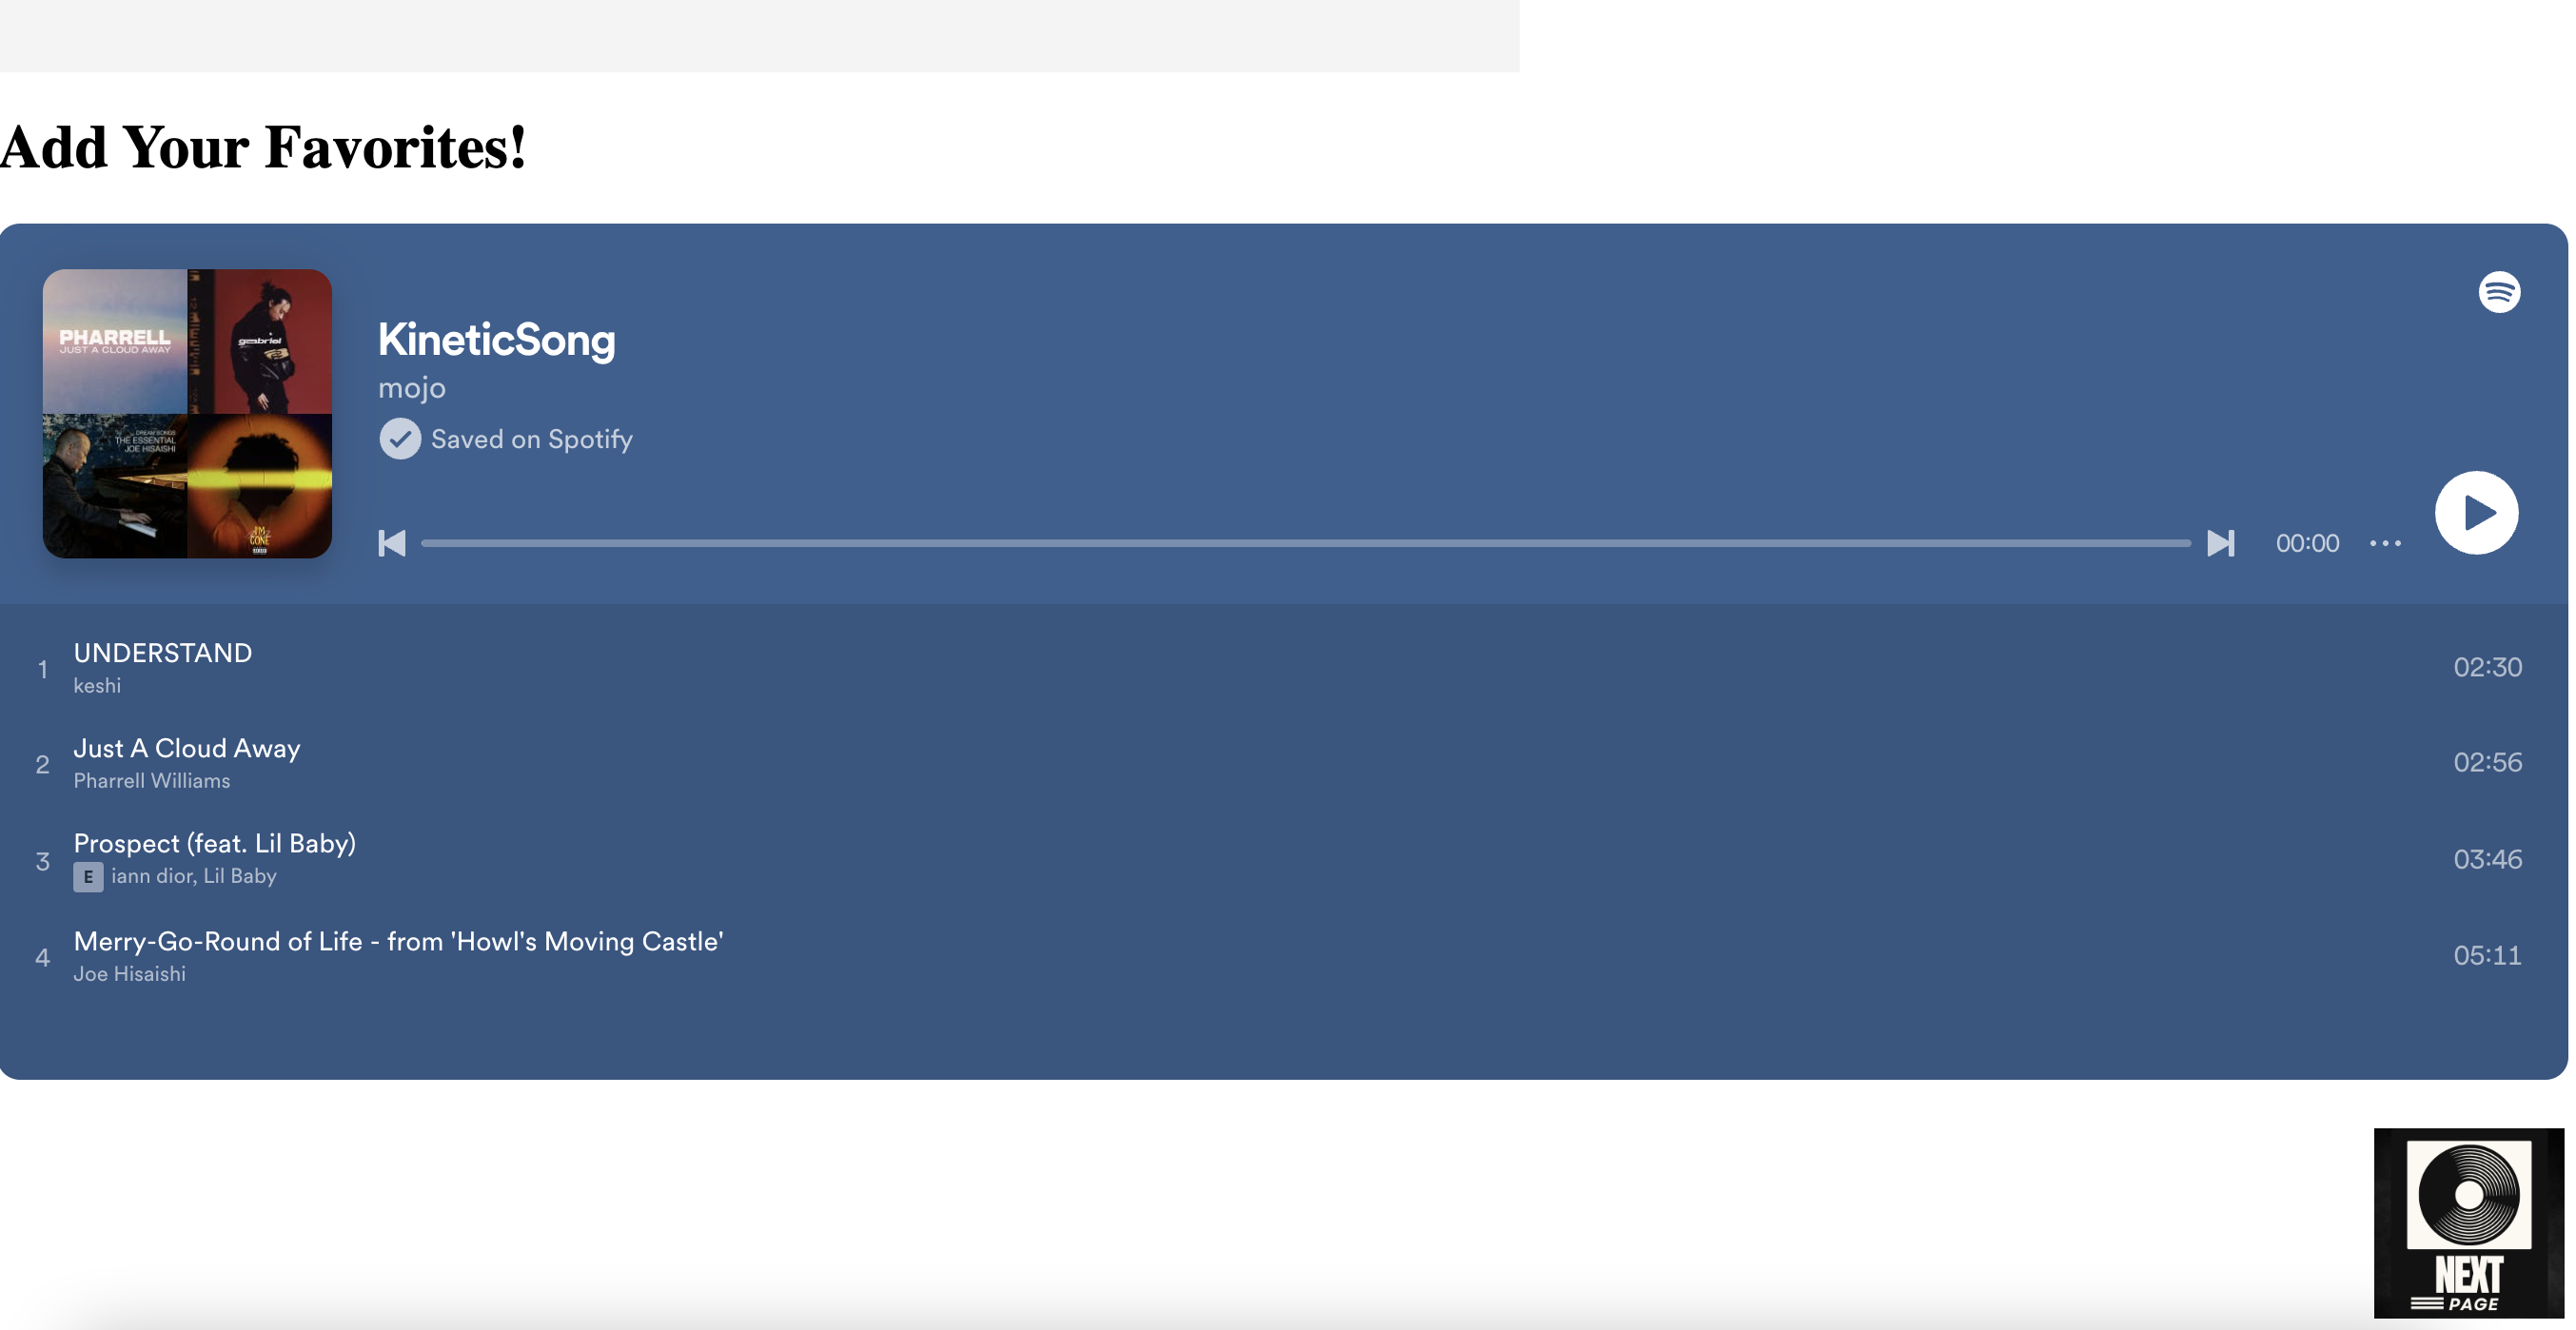 Add Your Favorites!
PHARRELL
JUST A CLOUD AWAY
gabriel
DREAM SONGS
THE ESSENTIAL
JOE HISAISHI
I'M
GONE
KineticSong
mojo
Saved on Spotify
00:00
1
UNDERSTAND
keshi
02:30
2
Just A Cloud Away
Pharrell Williams
02:56
3
Prospect (feat. Lil Baby)
E iann dior, Lil Baby
03:46
4
Merry-Go-Round of Life - from 'Howl's Moving Castle'
Joe Hisaishi
05:11
NEXT
PAGE